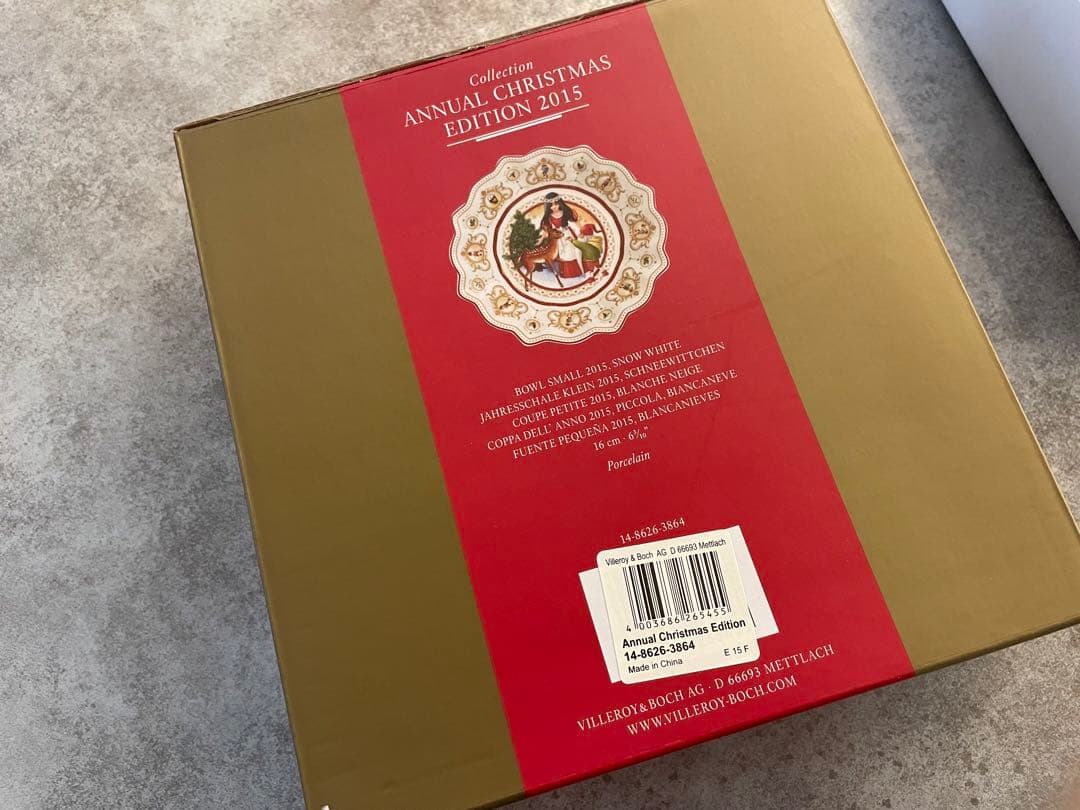 Collection
ANNUAL CHRISTMAS
EDITION 2015
BOWL SMALL 2015, SNOW WHITE
JAHRESSCHALE KLEIN 2015, SCHNEEWITTCHEN
COUPE PETITE 2015, BLANCHE NEIGE
COPPA DELL' ANNO 2015, PICCOLA, BIANCANEVE
FUENTE PEQUEÑA 2015, BLANCANIEVES
16 cm · 6³⁄₁₀"
Porcelain
14-8626-3864
Villeroy & Boch AG D 66693 Mettlach
4 003686 265455
Annual Christmas Edition
14-8626-3864
Made in China E 15 F
VILLEROY & BOCH AG · D 66693 METTLACH
WWW.VILLEROY-BOCH.COM